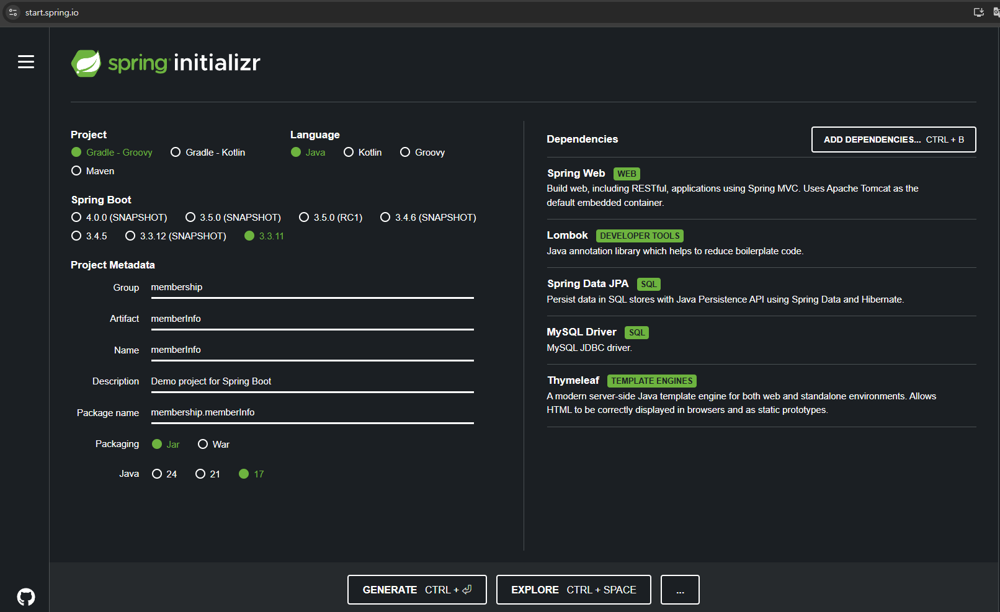 start.spring.io
spring initializr
Project
Gradle - Groovy Gradle - Kotlin
Maven
Language
Java Kotlin Groovy
Spring Boot
4.0.0 (SNAPSHOT) 3.5.0 (SNAPSHOT) 3.5.0 (RC1) 3.4.6 (SNAPSHOT)
3.4.5 3.3.12 (SNAPSHOT) 3.3.11
Project Metadata
Group membership
Artifact memberInfo
Name memberInfo
Description Demo project for Spring Boot
Package name membership.memberInfo
Packaging Jar War
Java 24 21 17
Dependencies
ADD DEPENDENCIES... CTRL + B
Spring Web WEB
Build web, including RESTful, applications using Spring MVC. Uses Apache Tomcat as the
default embedded container.
Lombok DEVELOPER TOOLS
Java annotation library which helps to reduce boilerplate code.
Spring Data JPA SQL
Persist data in SQL stores with Java Persistence API using Spring Data and Hibernate.
MySQL Driver SQL
MySQL JDBC driver.
Thymeleaf TEMPLATE ENGINES
A modern server-side Java template engine for both web and standalone environments. Allows
HTML to be correctly displayed in browsers and as static prototypes.
GENERATE CTRL + ⏎
EXPLORE CTRL + SPACE
...